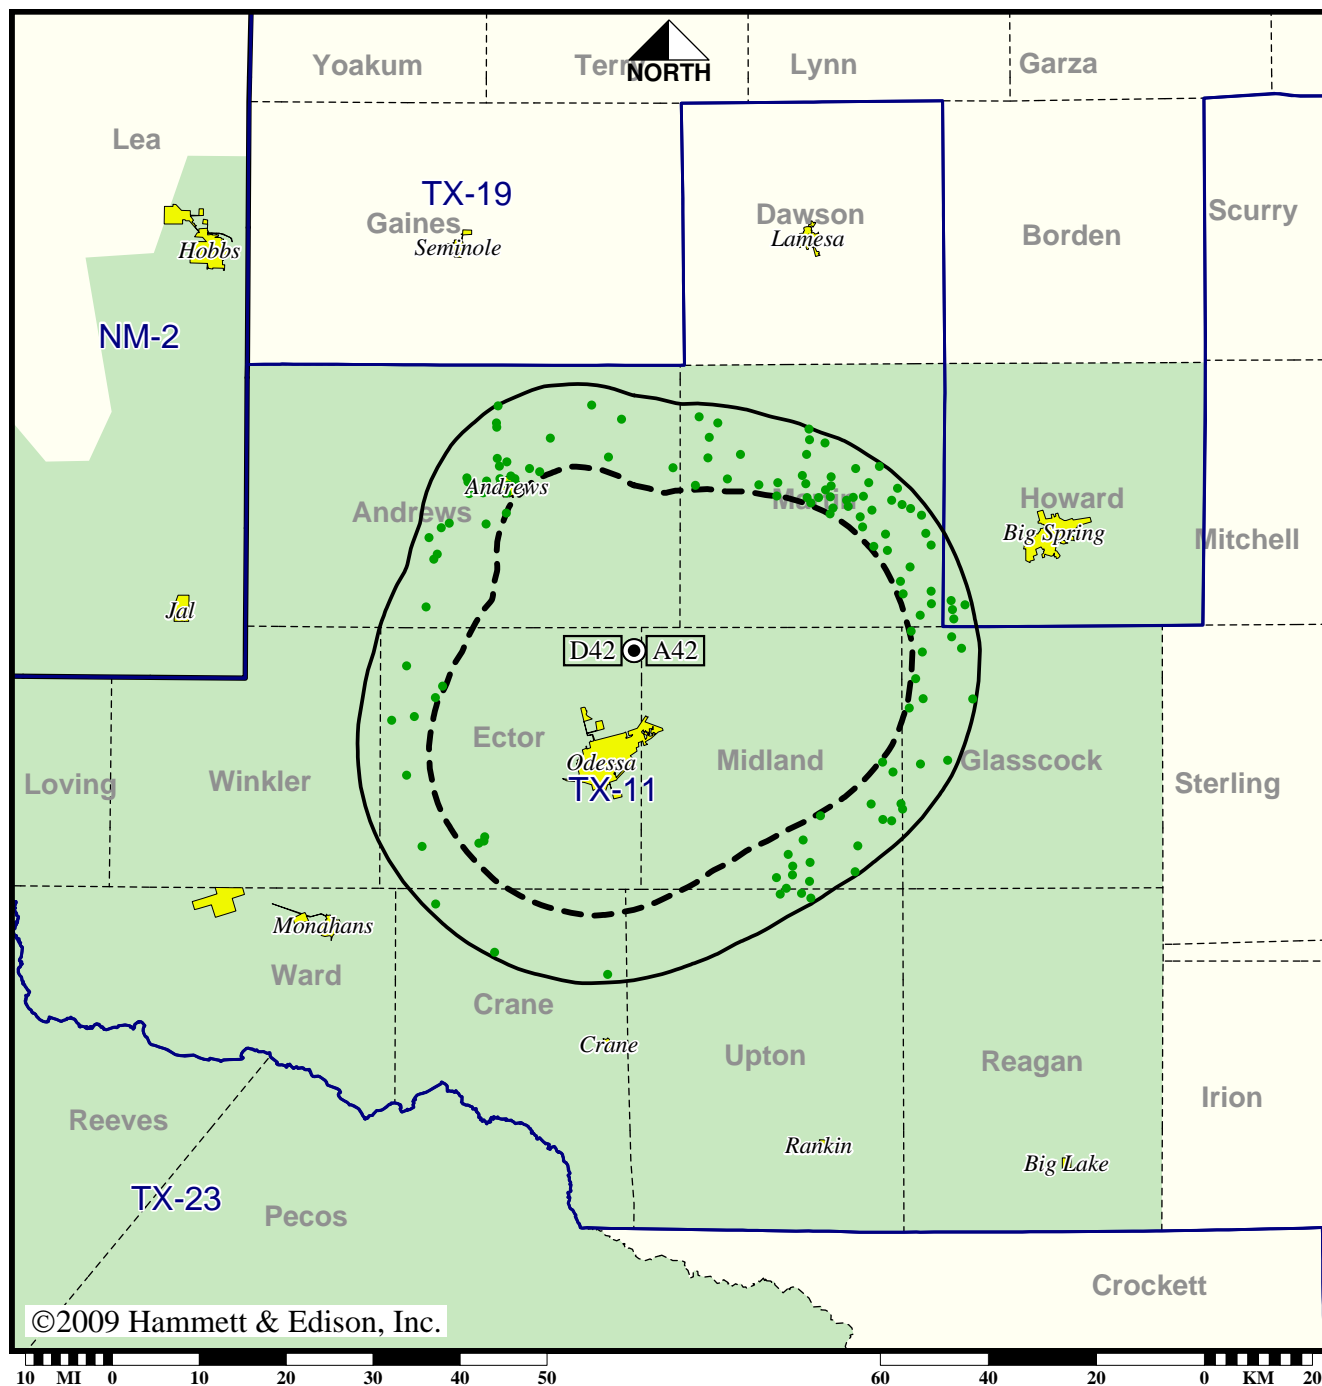 Yoakum
Terry
NORTH
Lynn
Garza
Lea
TX-19
Gaines
Seminole
Dawson
Lamesa
Borden
Scurry
Hobbs
NM-2
Andrews
Andrews
Martin
Howard
Big Spring
Mitchell
Jal
D42
A42
Ector
Odessa
TX-11
Midland
Glasscock
Loving
Winkler
Sterling
Monahans
Ward
Crane
Crane
Upton
Reagan
Irion
Reeves
Rankin
Big Lake
TX-23
Pecos
Crockett
©2009 Hammett & Edison, Inc.
10 MI 0 10 20 30 40 50 60 40 20 0 KM 20